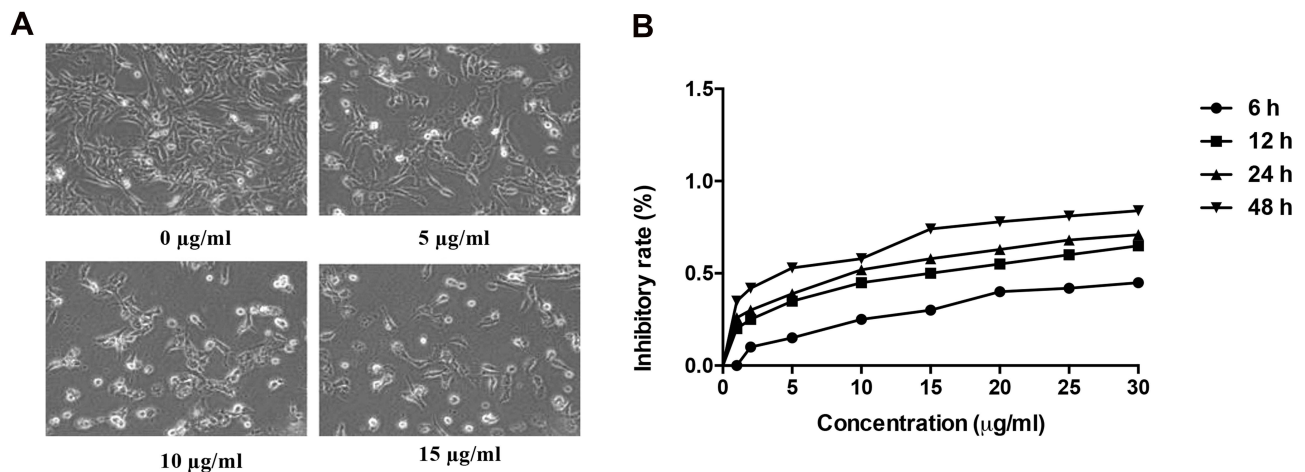 A
0 μg/ml
5 μg/ml
10 μg/ml
15 μg/ml
B
1.5
1.0
0.5
0.0
Inhibitory rate (%)
0 5 10 15 20 25 30
Concentration (μg/ml)
6 h
12 h
24 h
48 h